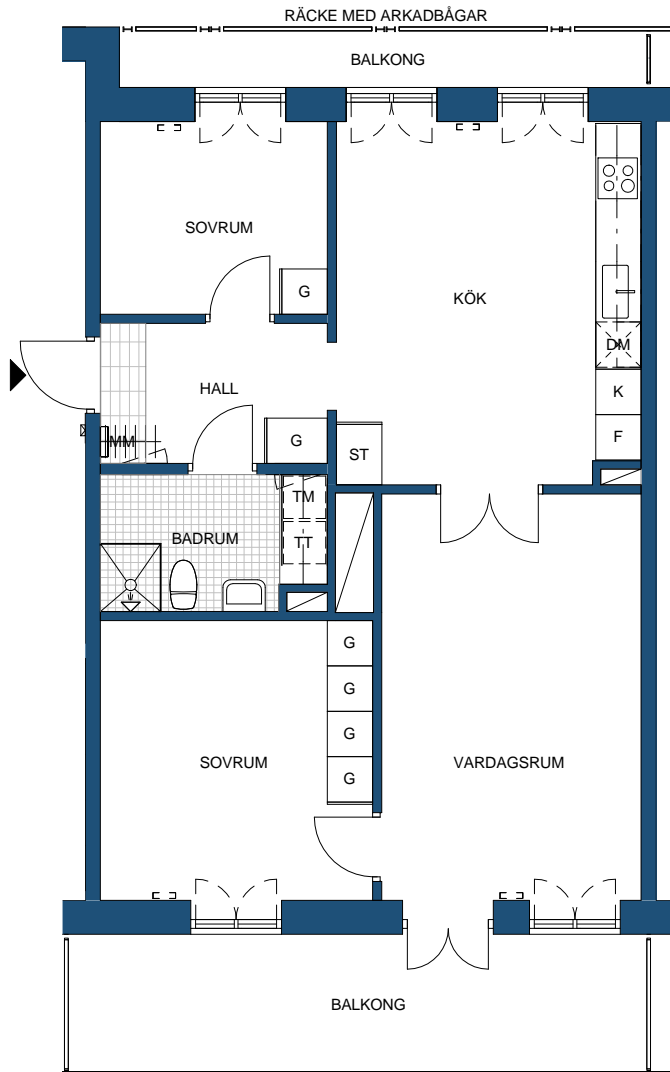 RÄCKE MED ARKADBÅGAR
BALKONG
SOVRUM
G
KÖK
DM
K
F
HALL
MM
G
ST
TM
BADRUM
TT
G
G
G
G
SOVRUM
VARDAGSRUM
BALKONG